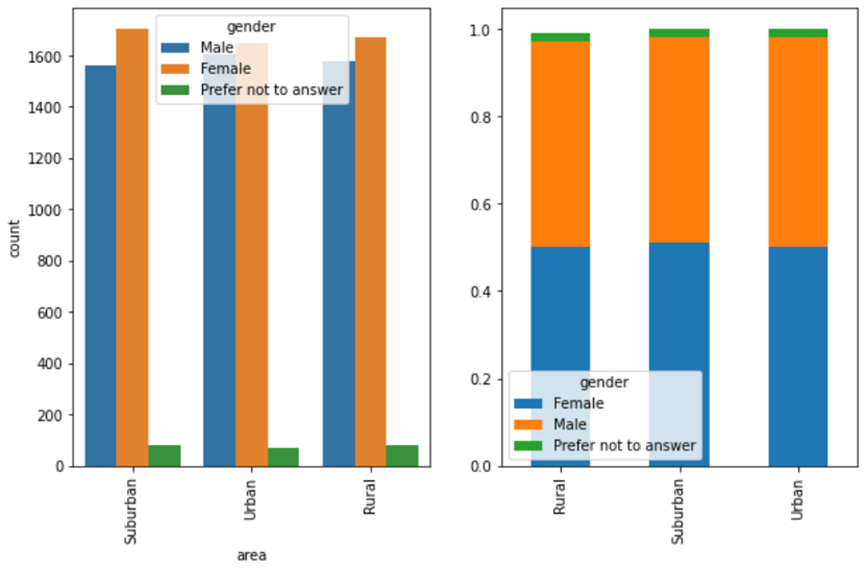 gender
Male
Female
Prefer not to answer
1600
1400
1200
1000
800
600
400
200
0
count
Suburban
Urban
Rural
area
1.0
0.8
0.6
0.4
0.2
0.0
gender
Female
Male
Prefer not to answer
Rural
Suburban
Urban